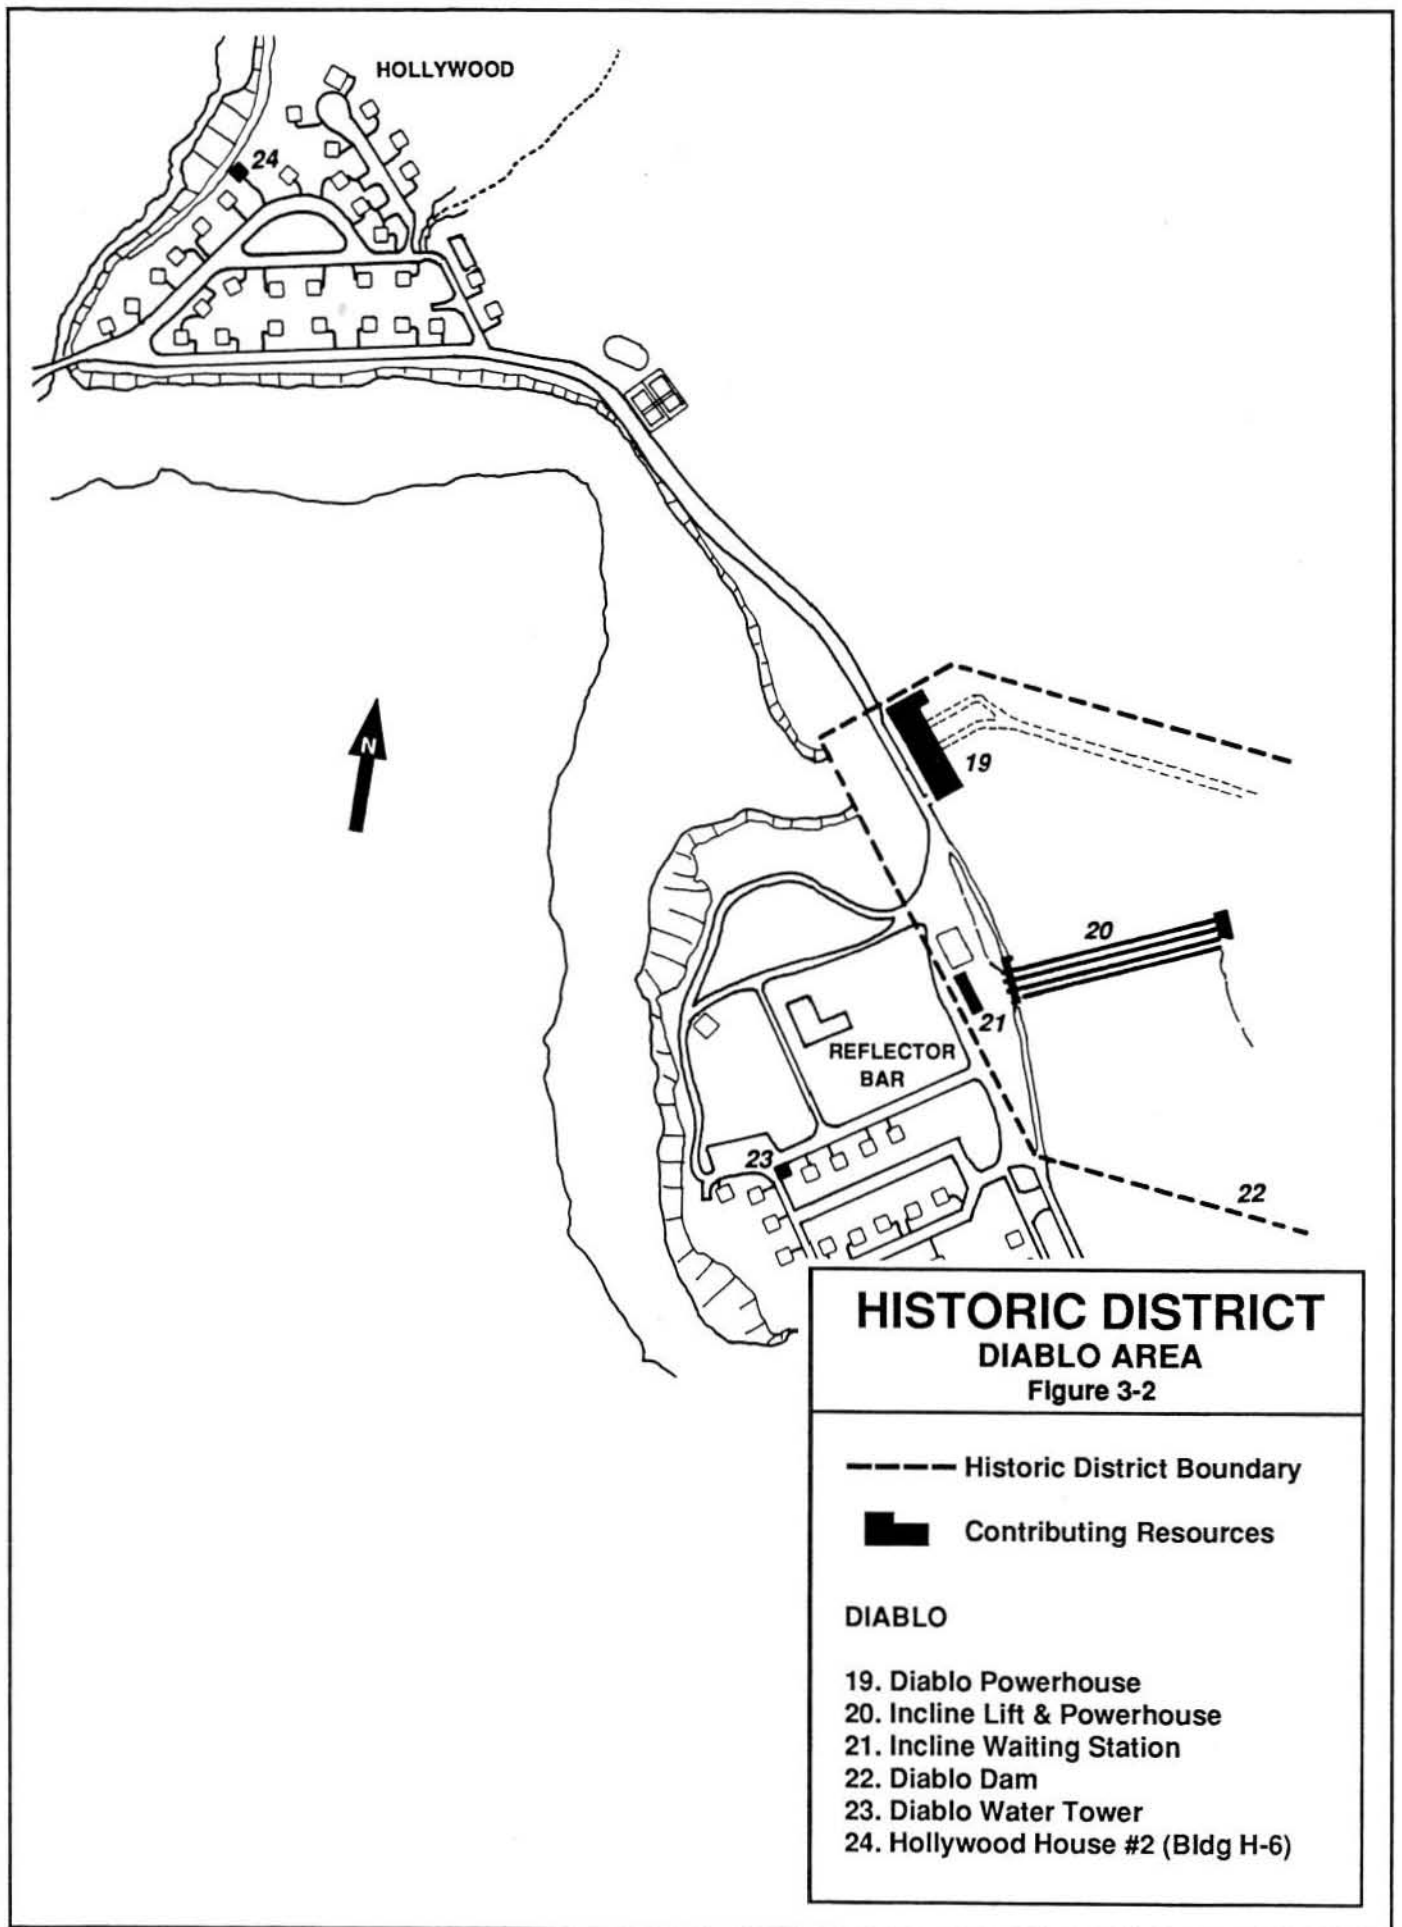 HOLLYWOOD
24
N
19
20
21
REFLECTOR
BAR
23
22
HISTORIC DISTRICT
DIABLO AREA
Figure 3-2
Historic District Boundary
Contributing Resources
DIABLO
19. Diablo Powerhouse
20. Incline Lift & Powerhouse
21. Incline Waiting Station
22. Diablo Dam
23. Diablo Water Tower
24. Hollywood House #2 (Bldg H-6)